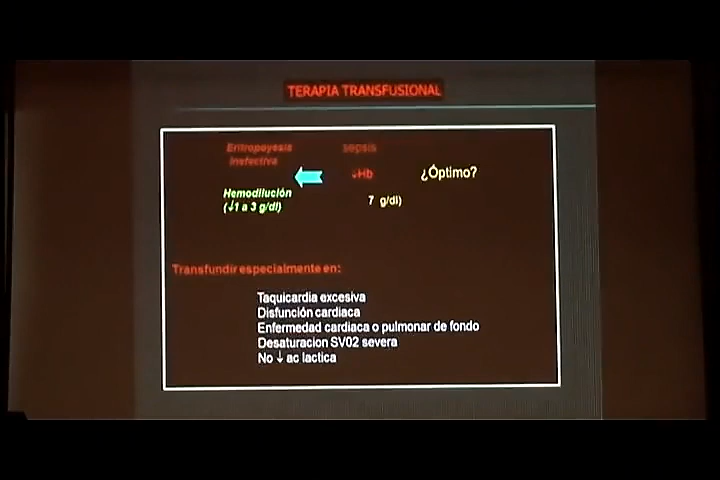 TERAPIA TRANSFUSIONAL
Eritropoyesis
inefectiva
sepsis
↓Hb
¿Óptimo?
Hemodilución
(↓1 a 3 g/dl)
7 g/dl)
Transfundir especialmente en:
Taquicardia excesiva
Disfunción cardiaca
Enfermedad cardiaca o pulmonar de fondo
Desaturacion SV02 severa
No ↓ ac lactica